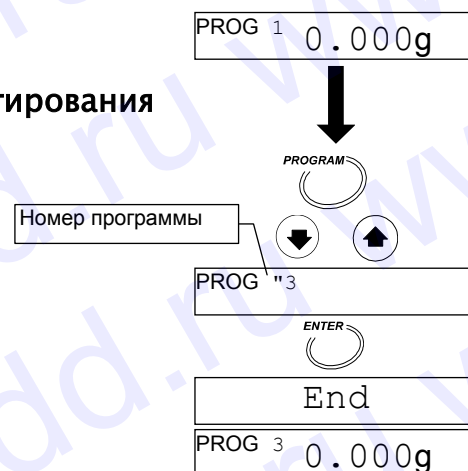 PROG 1 0.000g
тирования
PROGRAM
Номер программы
PROG "3
ENTER
End
PROG 3 0.000g